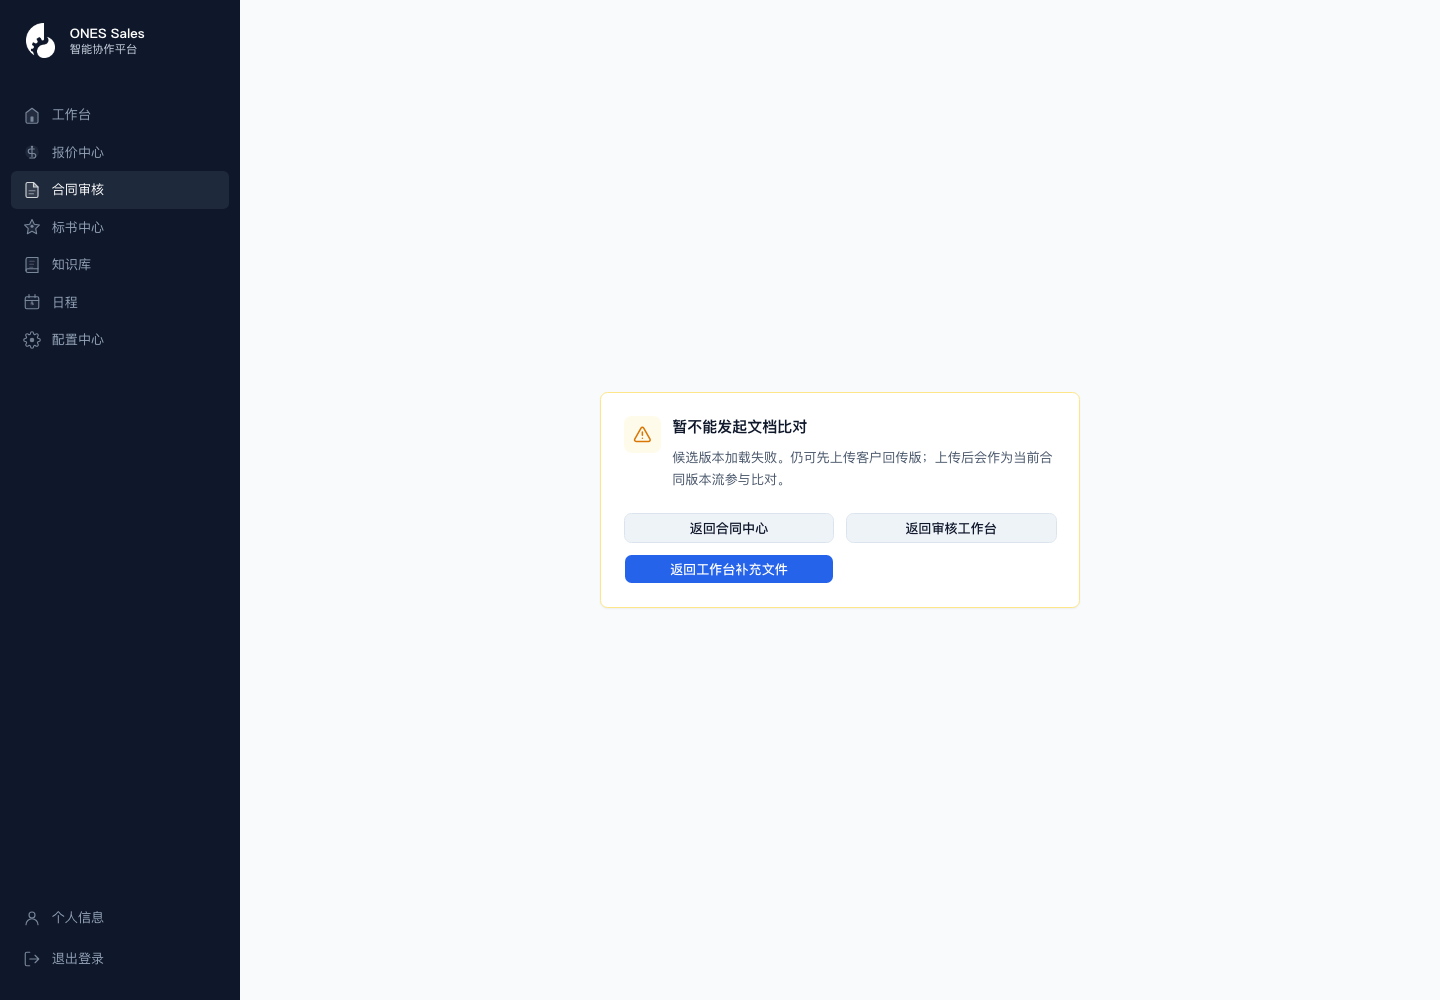 ONES Sales
智能协作平台
工作台
报价中心
合同审核
标书中心
知识库
日程
配置中心
个人信息
退出登录
暂不能发起文档比对
候选版本加载失败。仍可先上传客户回传版；上传后会作为当前合
同版本流参与比对。
返回合同中心
返回审核工作台
返回工作台补充文件